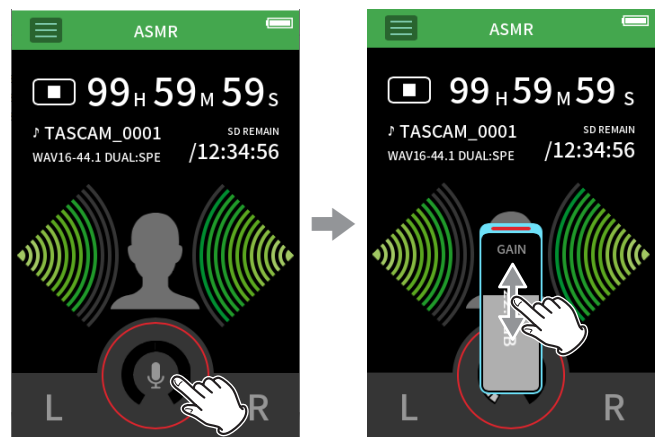 ASMR
99H59M59S
♪ TASCAM_0001
SD REMAIN
WAV16-44.1 DUAL:SPE
/12:34:56
L
R
ASMR
99H59M59S
♪ TASCAM_0001
SD REMAIN
WAV16-44.1 DUAL:SPE
/12:34:56
GAIN
L
R